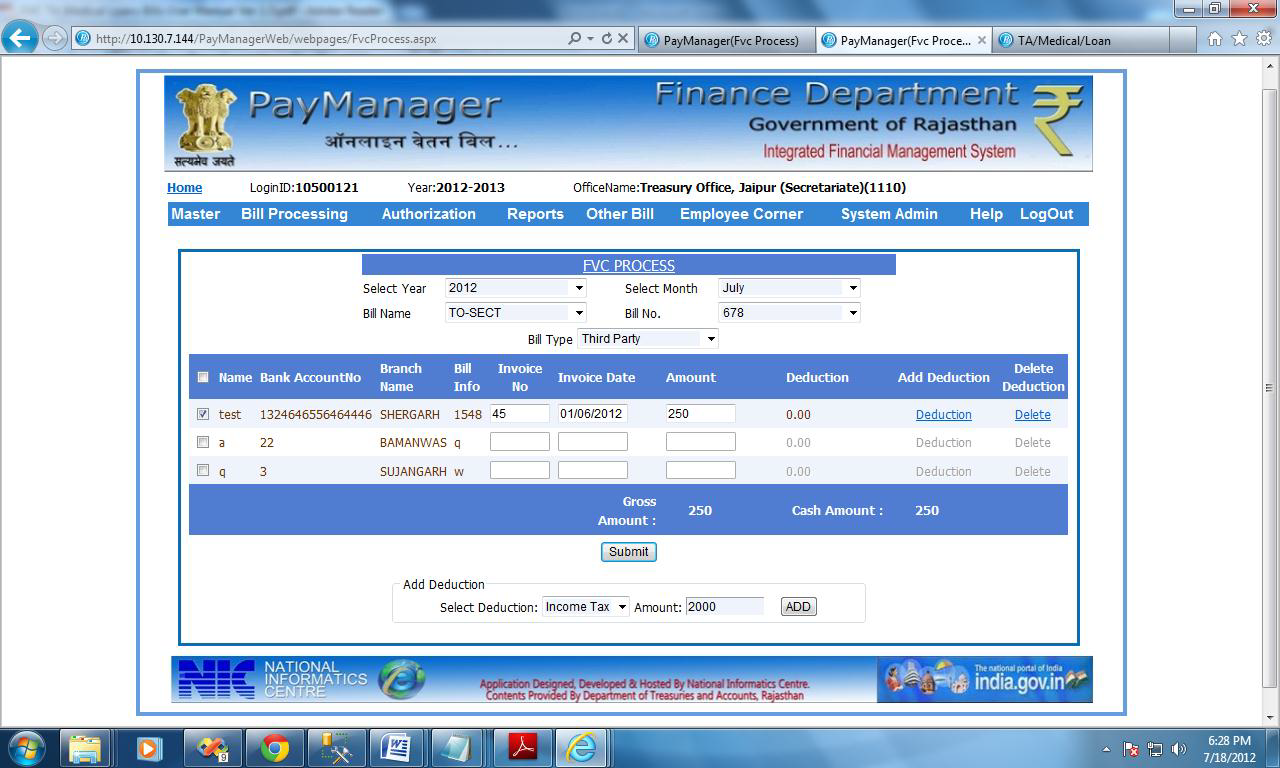 http://10.130.7.144/PayManagerWeb/webpages/FvcProcess.aspx
PayManager(Fvc Process)
PayManager(Fvc Proce...
TA/Medical/Loan
PayManager
ऑनलाइन वेतन बिल...
सत्यमेव जयते
Finance Department
Government of Rajasthan
Integrated Financial Management System
Home LoginID:10500121 Year:2012-2013 OfficeName:Treasury Office, Jaipur (Secretariate)(1110)
Master Bill Processing Authorization Reports Other Bill Employee Corner System Admin Help LogOut
FVC PROCESS
Select Year 2012 Select Month July
Bill Name TO-SECT Bill No. 678
Bill Type Third Party
Name Bank AccountNo Branch Name Bill Info Invoice No Invoice Date Amount Deduction Add Deduction Delete Deduction
test 1324646556464446 SHERGARH 1548 45 01/06/2012 250 0.00 Deduction Delete
a 22 BAMANWAS q 0.00 Deduction Delete
q 3 SUJANGARH w 0.00 Deduction Delete
Gross Amount : 250 Cash Amount : 250
Submit
Add Deduction
Select Deduction: Income Tax Amount: 2000 ADD
NIC NATIONAL INFORMATICS CENTRE
Application Designed, Developed & Hosted By National Informatics Centre.
Contents Provided By Department of Treasuries and Accounts, Rajasthan
The national portal of India
india.gov.in
9
6:28 PM
7/18/2012